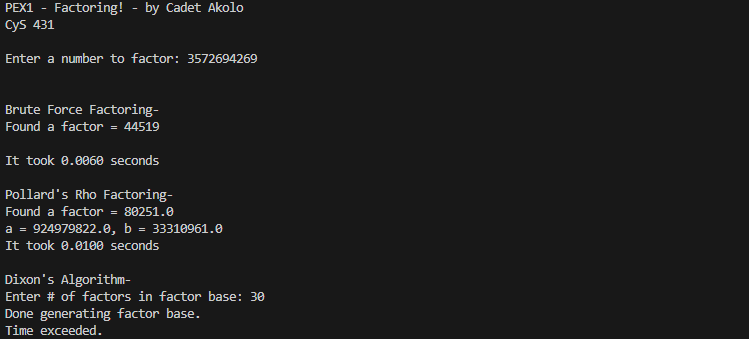 PEX1 - Factoring! - by Cadet Akolo
CyS 431
Enter a number to factor: 3572694269
Brute Force Factoring-
Found a factor = 44519
It took 0.0060 seconds
Pollard's Rho Factoring-
Found a factor = 80251.0
a = 924979822.0, b = 33310961.0
It took 0.0100 seconds
Dixon's Algorithm-
Enter # of factors in factor base: 30
Done generating factor base.
Time exceeded.